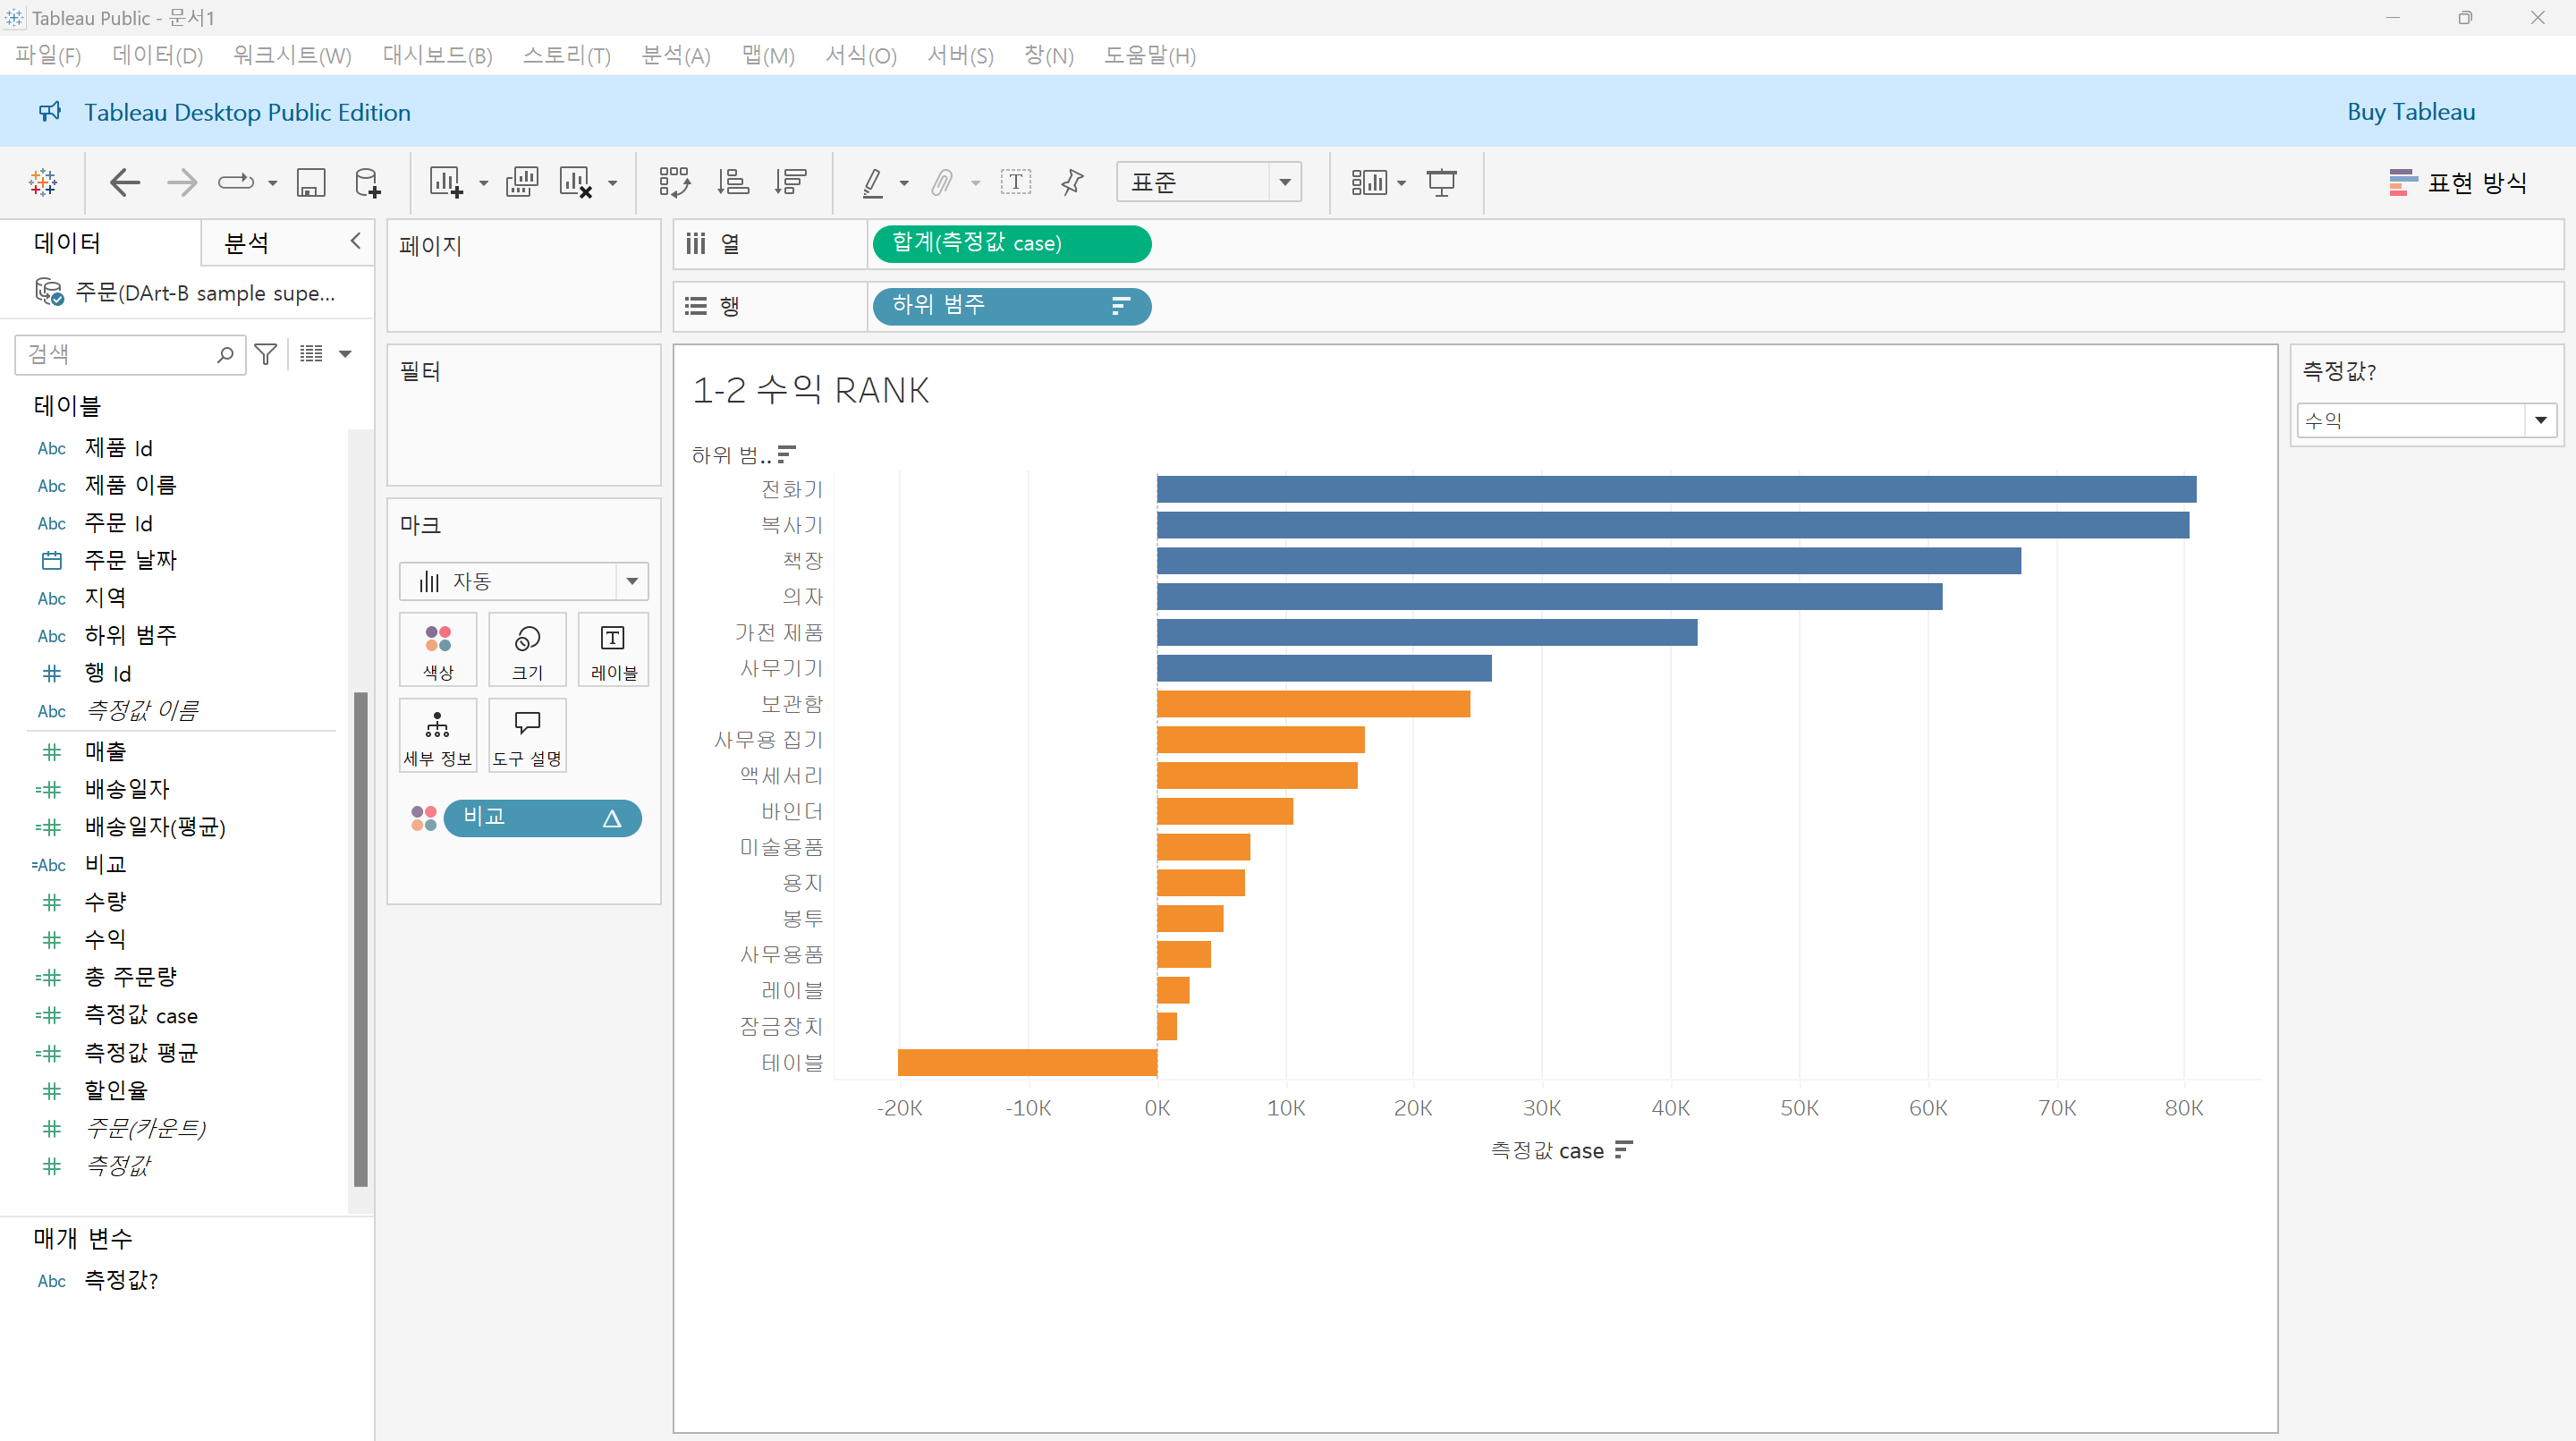 Tableau Public - 문서1
파일(F) 데이터(D) 워크시트(W) 대시보드(B) 스토리(T) 분석(A) 맵(M) 서식(O) 서버(S) 창(N) 도움말(H)
Tableau Desktop Public Edition
Buy Tableau
표준
표현 방식
데이터
분석
주문(DArt-B sample supe...
검색
테이블
Abc 제품 Id
Abc 제품 이름
Abc 주문 Id
주문 날짜
Abc 지역
Abc 하위 범주
# 행 Id
Abc 측정값 이름
# 매출
=# 배송일자
=# 배송일자(평균)
=Abc 비교
# 수량
# 수익
=# 총 주문량
=# 측정값 case
=# 측정값 평균
# 할인율
# 주문(카운트)
# 측정값
매개 변수
Abc 측정값?
페이지
필터
마크
자동
색상
크기
레이블
세부 정보
도구 설명
비교
열
합계(측정값 case)
행
하위 범주
1-2 수익 RANK
하위 범..
전화기
복사기
책장
의자
가전 제품
사무기기
보관함
사무용 집기
액세서리
바인더
미술용품
용지
봉투
사무용품
레이블
잠금장치
테이블
-20K -10K 0K 10K 20K 30K 40K 50K 60K 70K 80K
측정값 case
측정값?
수익